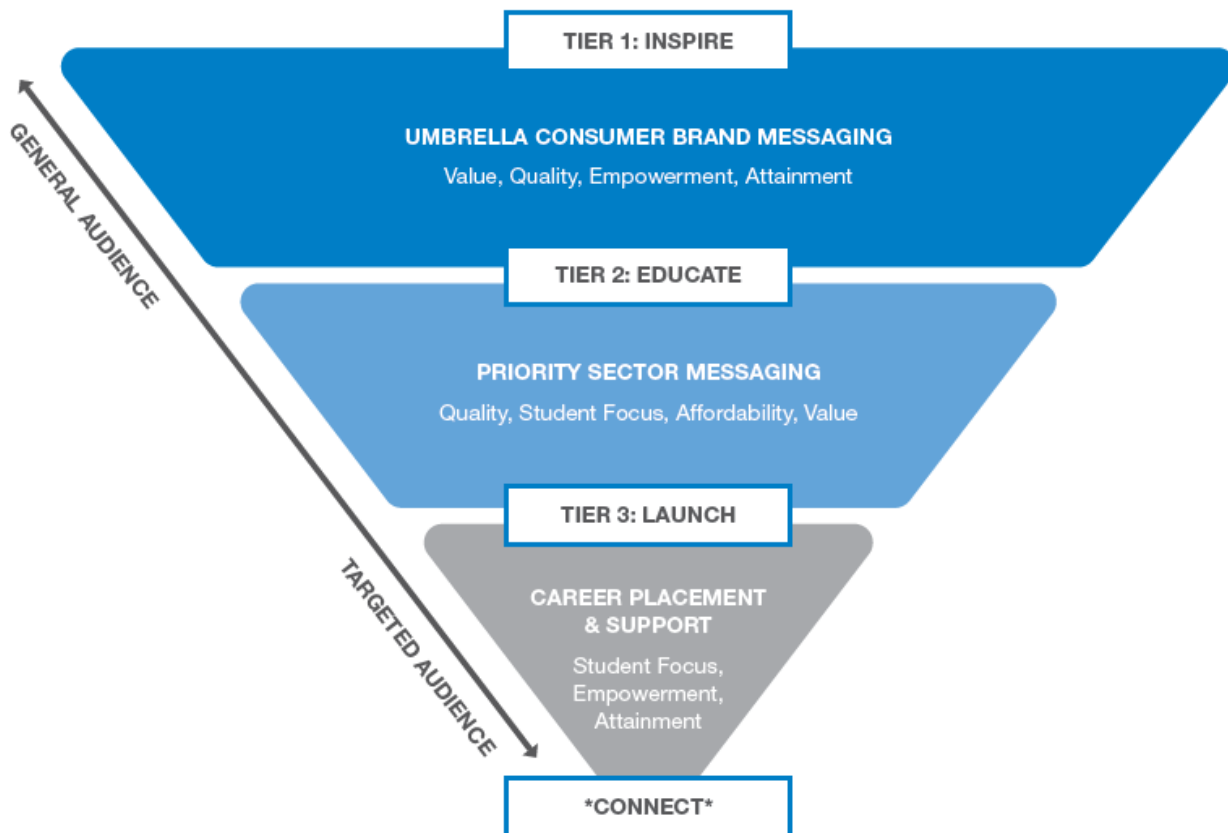 TIER 1: INSPIRE
UMBRELLA CONSUMER BRAND MESSAGING
Value, Quality, Empowerment, Attainment
GENERAL AUDIENCE
TIER 2: EDUCATE
PRIORITY SECTOR MESSAGING
Quality, Student Focus, Affordability, Value
TIER 3: LAUNCH
CAREER PLACEMENT
& SUPPORT
Student Focus,
Empowerment,
Attainment
TARGETED AUDIENCE
*CONNECT*